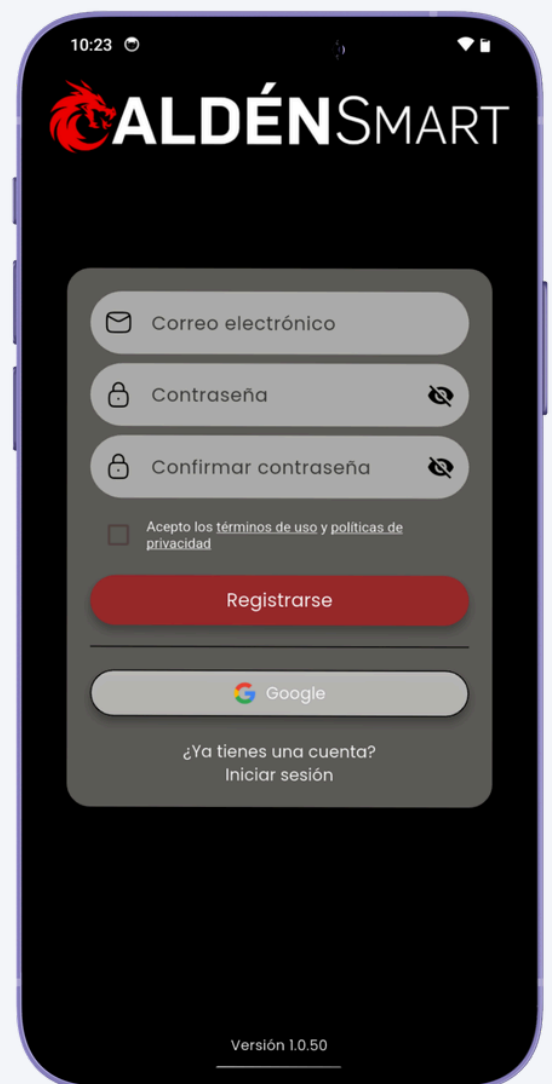 10:23
ALDÉNSMART
Correo electrónico
Contraseña
Confirmar contraseña
Acepto los términos de uso y políticas de
privacidad
Registrarse
Google
¿Ya tienes una cuenta?
Iniciar sesión
Versión 1.0.50